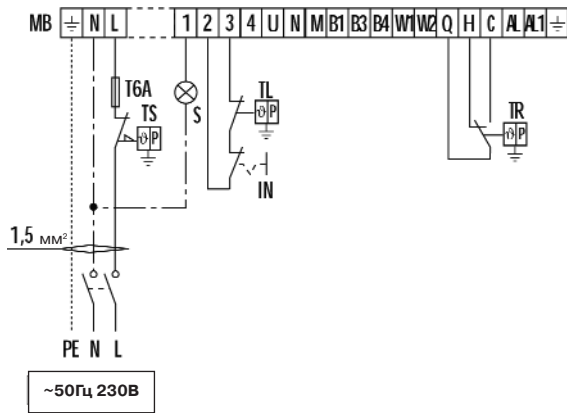 MB ⏚ N L 1 2 3 4 U N M B1 B3 B4 W1 W2 Q H C AL AL1 ⏚
T6A
TS
ϑ P
S
TL
ϑ P
IN
TR
ϑ P
1,5 мм²
PE N L
~50Гц 230В